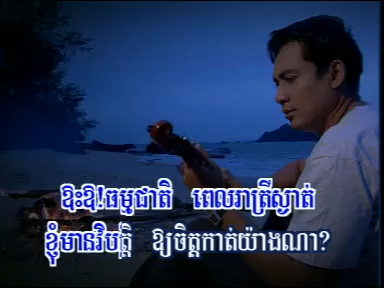 ឱះឱ!ធម្មជាតិ ពេលរាត្រីស្ងាត់
ខ្ញុំមានវិបត្តិ ឱ្យចិត្តកាត់យ៉ាងណា?